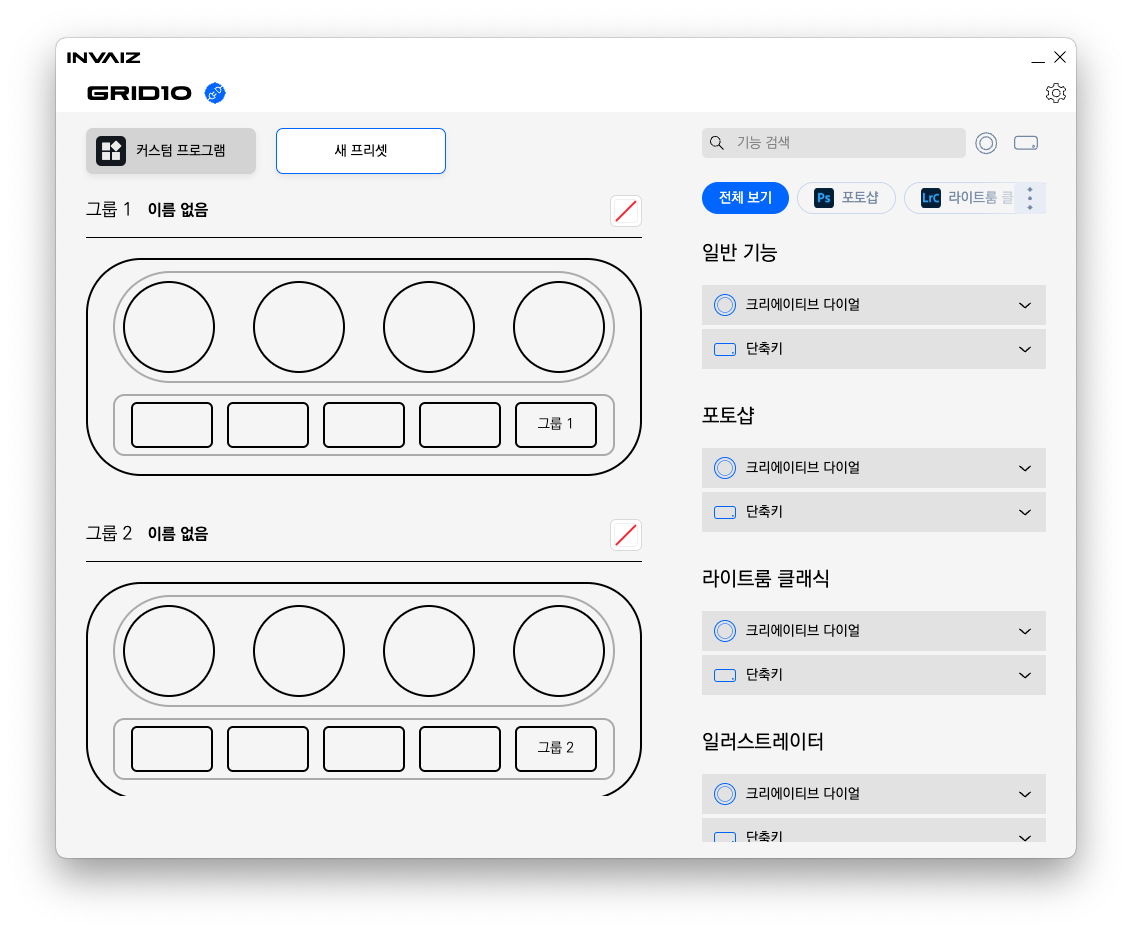 INVAIZ
GRID10
커스텀 프로그램
새 프리셋
그룹 1 이름 없음
그룹 1
그룹 2 이름 없음
그룹 2
기능 검색
전체 보기
Ps 포토샵
LrC 라이트룸 클
일반 기능
크리에이티브 다이얼
단축키
포토샵
크리에이티브 다이얼
단축키
라이트룸 클래식
크리에이티브 다이얼
단축키
일러스트레이터
크리에이티브 다이얼
단축키